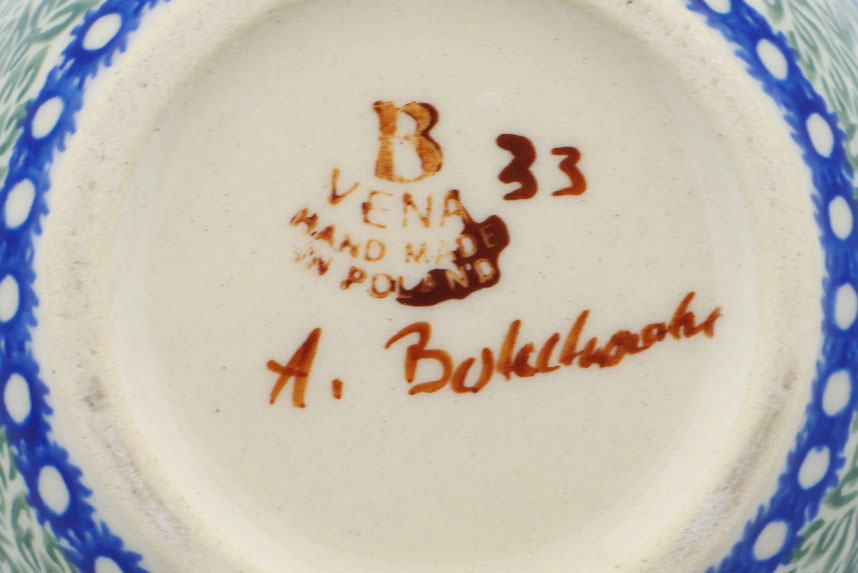 B
33
VENA
HAND MADE
IN POLAND
A.